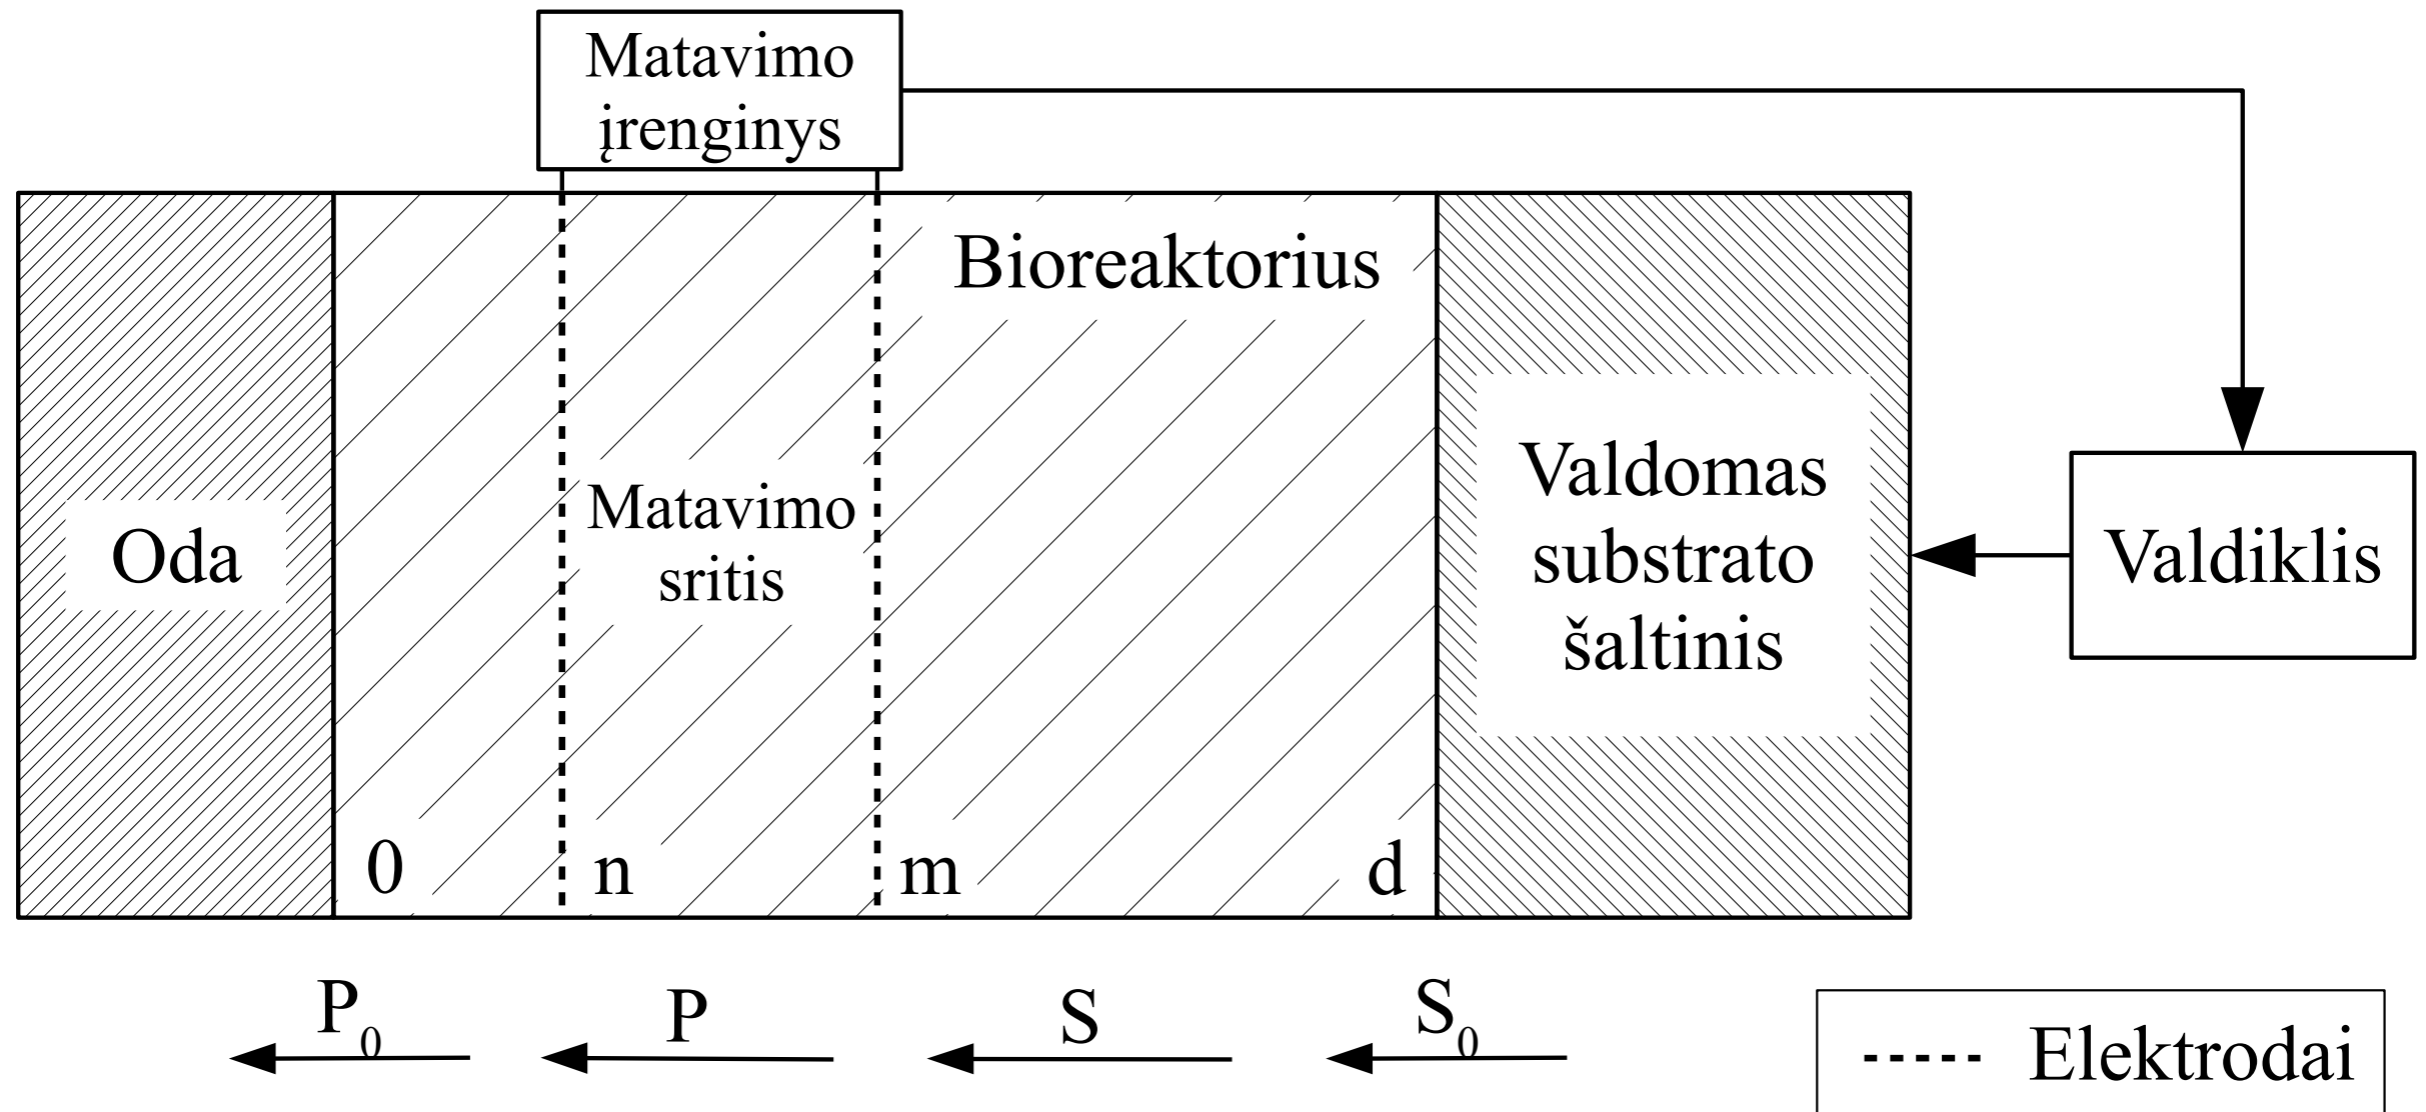 Matavimo
įrenginys
Bioreaktorius
Oda
Matavimo
sritis
Valdomas
substrato
šaltinis
Valdiklis
0
n
m
d
P₀
P
S
S₀
Elektrodai